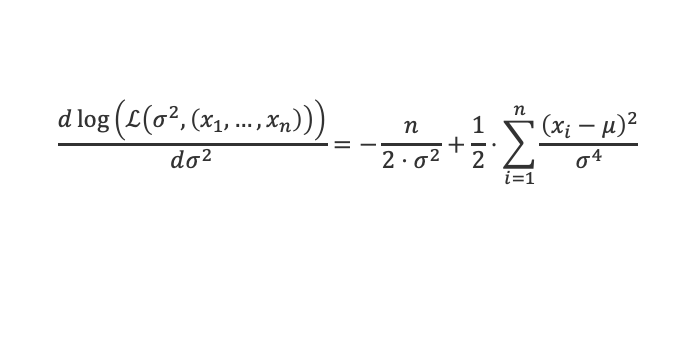 d log(ℒ(σ², (x₁, …, xₙ))) / dσ² = − n / (2 · σ²) + 1/2 · ∑ᵢ₌₁ⁿ (xᵢ − μ)² / σ⁴